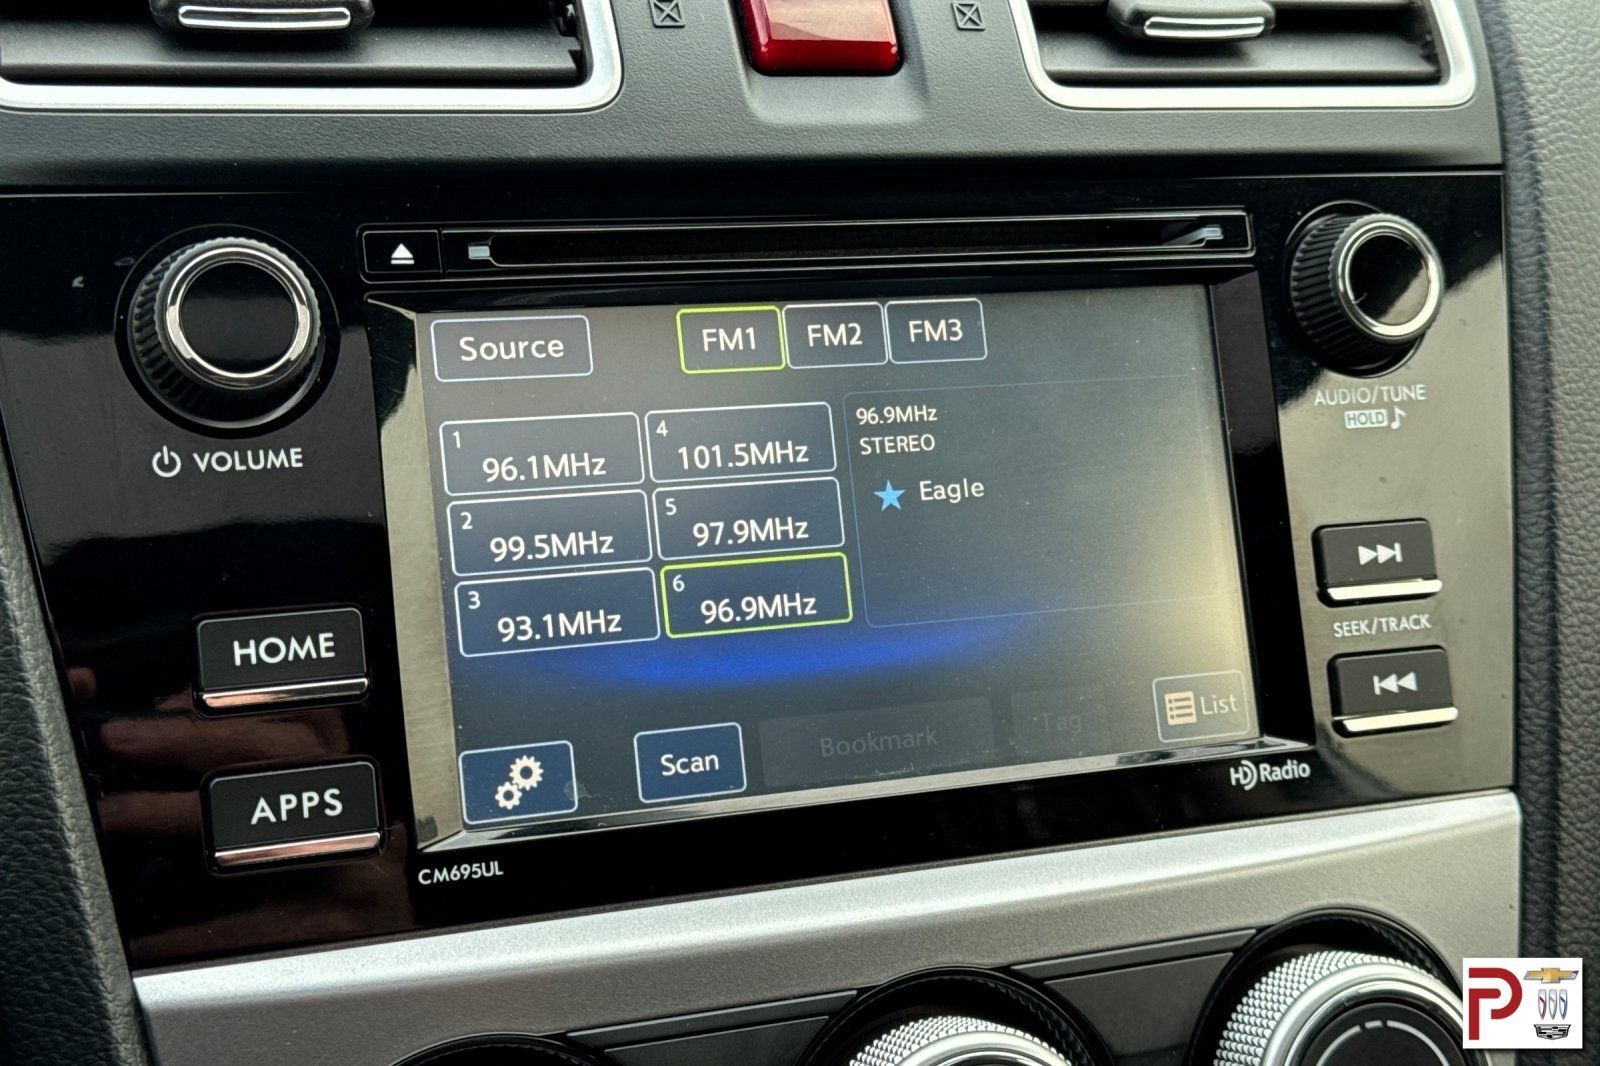 Source
FM1
FM2
FM3
1
96.1MHz
4
101.5MHz
2
99.5MHz
5
97.9MHz
3
93.1MHz
6
96.9MHz
96.9MHz
STEREO
Eagle
Scan
Bookmark
Tag
List
VOLUME
HOME
APPS
CM695UL
AUDIO/TUNE
HOLD
SEEK/TRACK
HD Radio
P